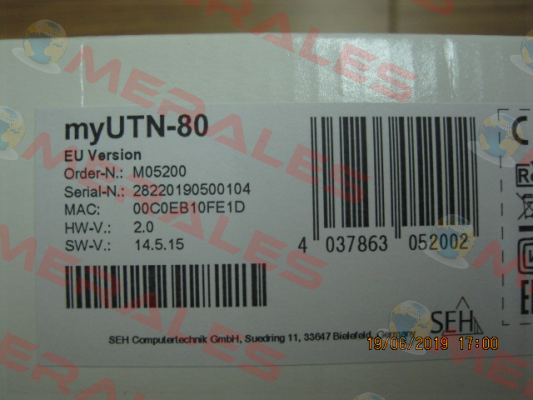 myUTN-80
EU Version
Order-N.: M05200
Serial-N.: 28220190500104
MAC: 00C0EB10FE1D
HW-V.: 2.0
SW-V.: 14.5.15
4 037863 052002
SEH Computertechnik GmbH, Suedring 11, 33647 Bielefeld, Germany
SEH
19/06/2019 17:00
MERALES
MERALES
MERALES